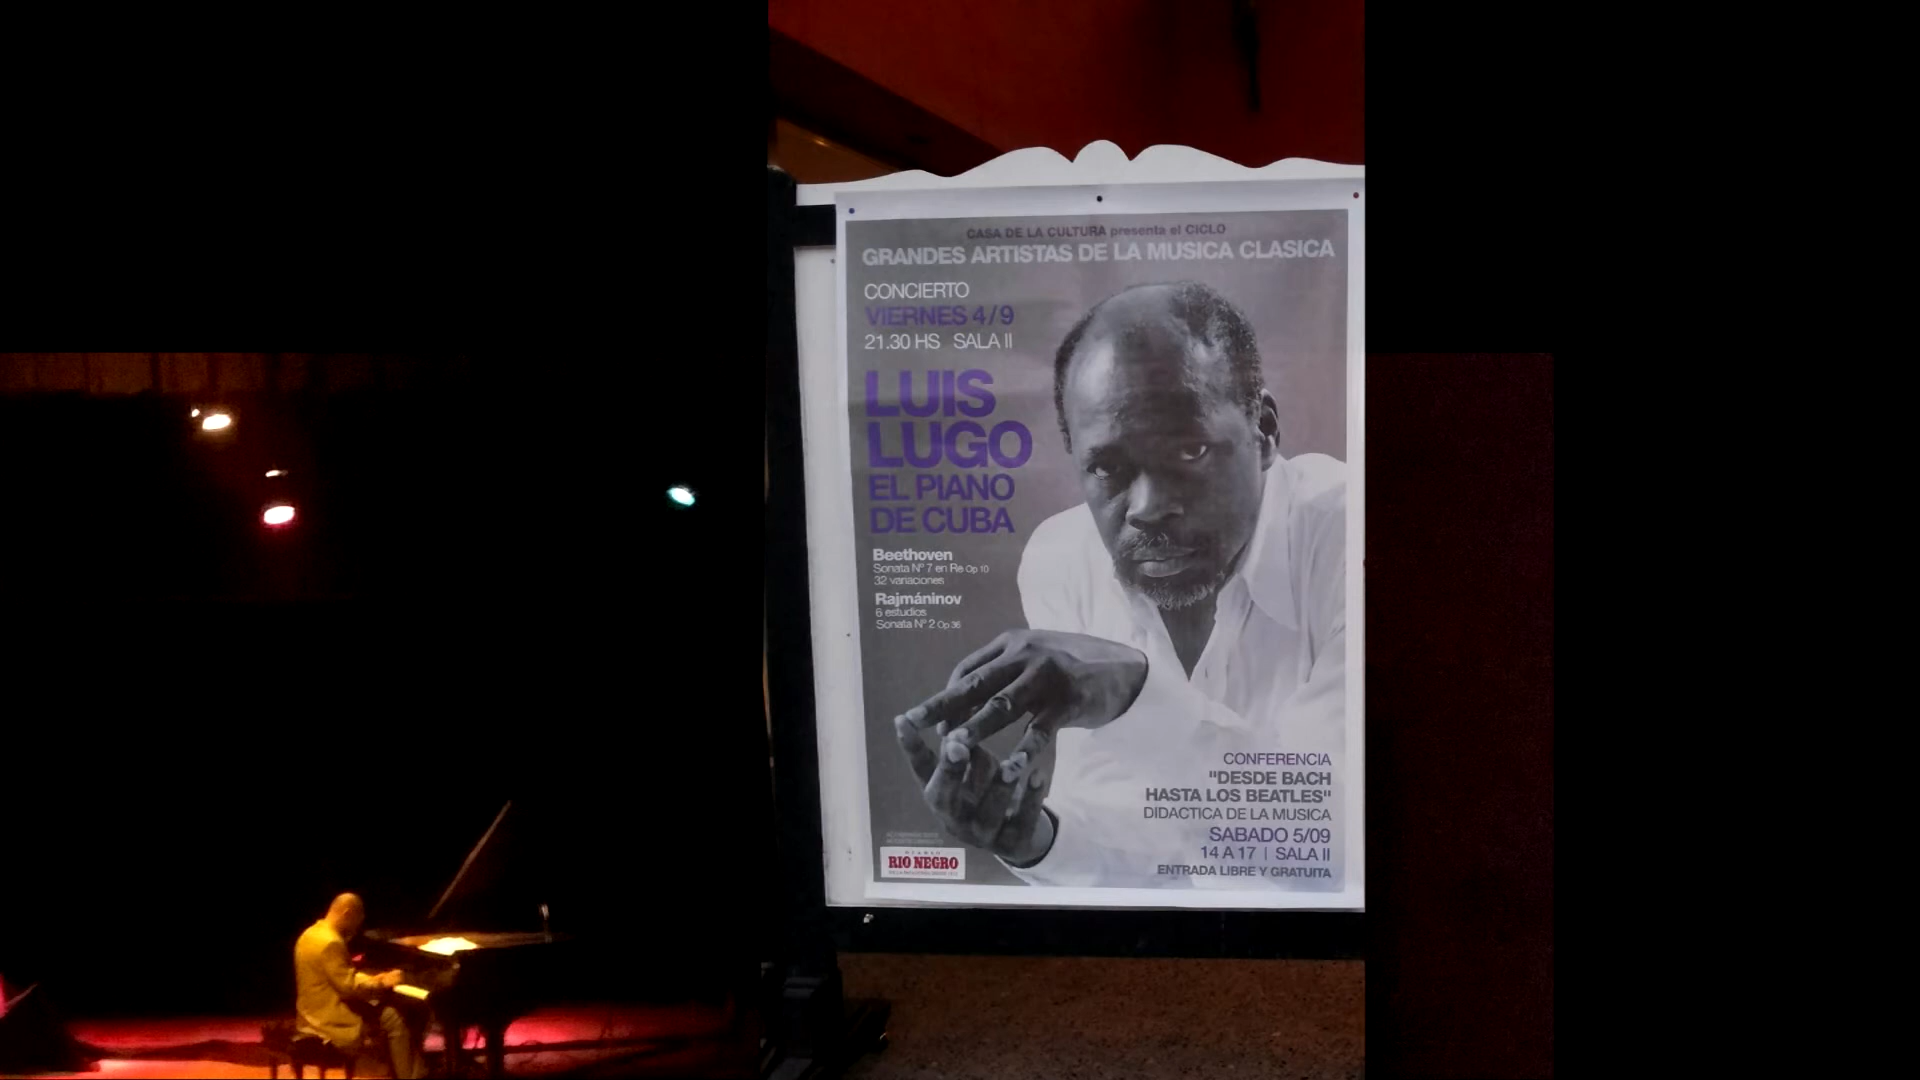 CASA DE LA CULTURA presenta el CICLO
GRANDES ARTISTAS DE LA MUSICA CLASICA
CONCIERTO
VIERNES 4/9
21.30 HS SALA II
LUIS
LUGO
EL PIANO
DE CUBA
Beethoven
Sonata Nº 7 en Re Op 10
32 variaciones
Rajmáninov
6 estudios
Sonata Nº 2 Op 36
CONFERENCIA
"DESDE BACH
HASTA LOS BEATLES"
DIDACTICA DE LA MUSICA
SABADO 5/09
14 A 17 | SALA II
ENTRADA LIBRE Y GRATUITA
RIO NEGRO